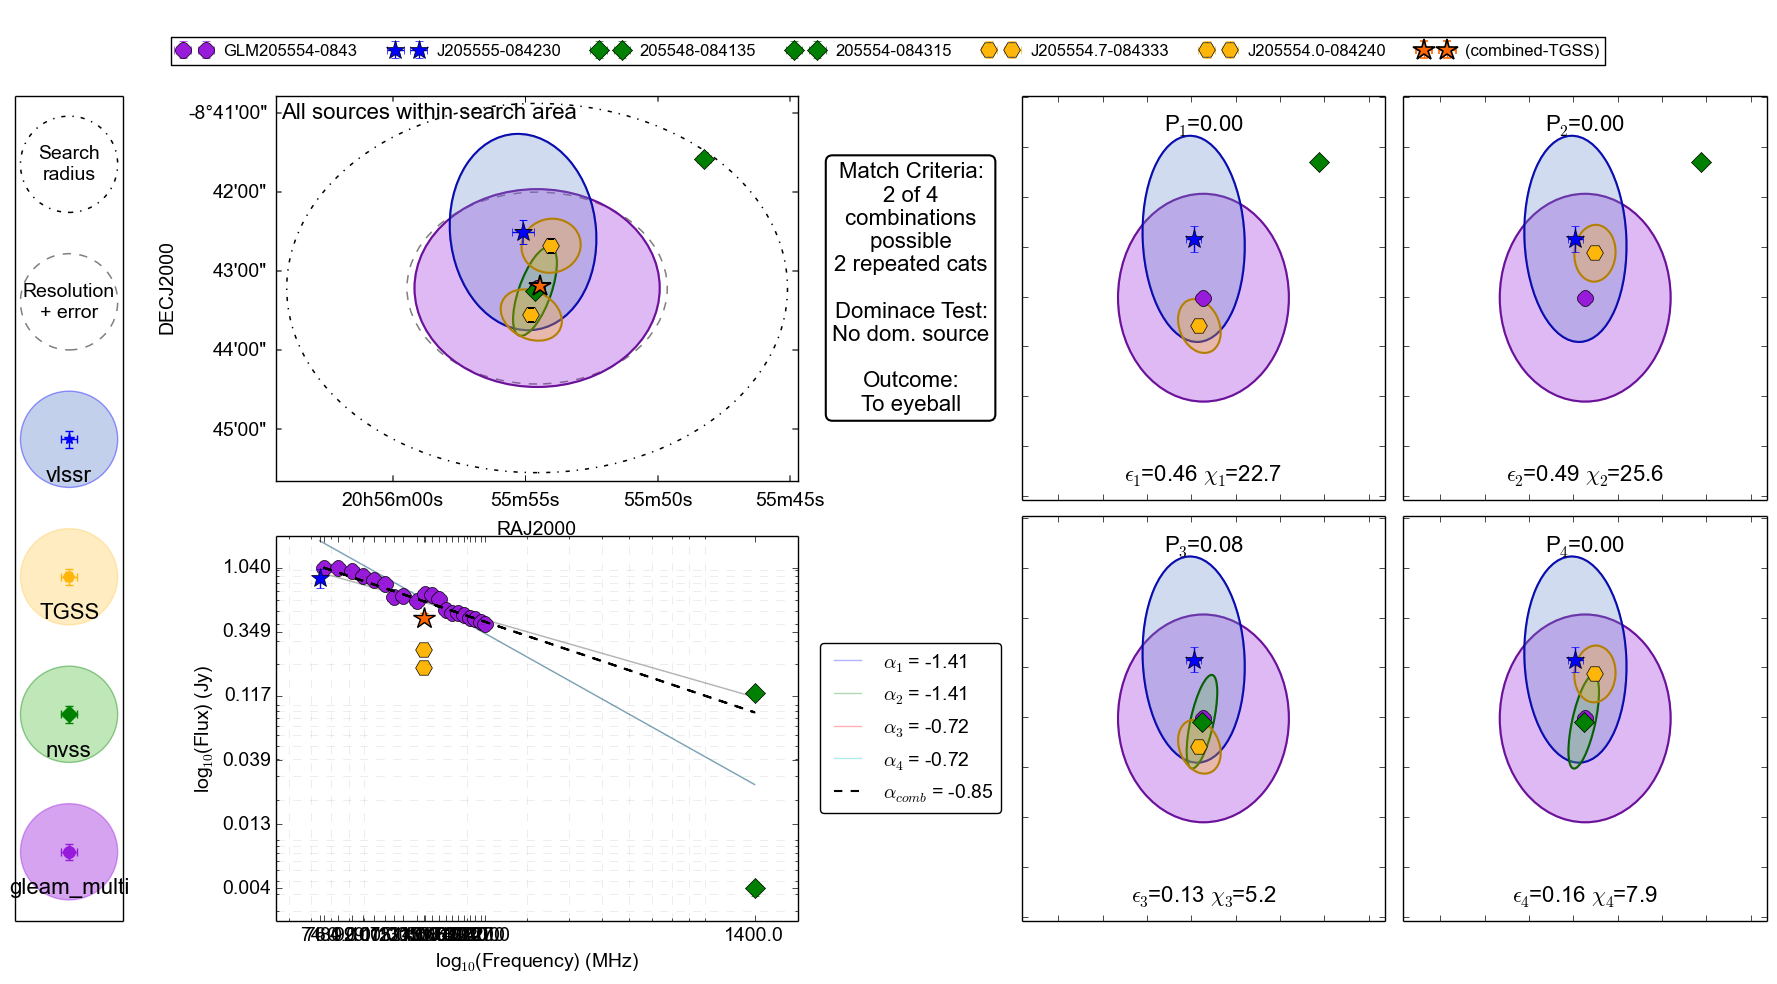 GLM205554-0843 J205555-084230 205548-084135 205554-084315 J205554.7-084333 J205554.0-084240 (combined-TGSS)
Search
radius
Resolution
+ error
vlssr
TGSS
nvss
gleam_multi
All sources within search area
DECJ2000
-8°41'00"
42'00"
43'00"
44'00"
45'00"
20h56m00s 55m55s 55m50s 55m45s
RAJ2000
Match Criteria:
2 of 4
combinations
possible
2 repeated cats
Dominace Test:
No dom. source
Outcome:
To eyeball
P1=0.00
ϵ1=0.46 χ1=22.7
P2=0.00
ϵ2=0.49 χ2=25.6
log10(Flux) (Jy)
1.040
0.349
0.117
0.039
0.013
0.004
1400.0
log10(Frequency) (MHz)
α1 = -1.41
α2 = -1.41
α3 = -0.72
α4 = -0.72
αcomb = -0.85
P3=0.08
ϵ3=0.13 χ3=5.2
P4=0.00
ϵ4=0.16 χ4=7.9